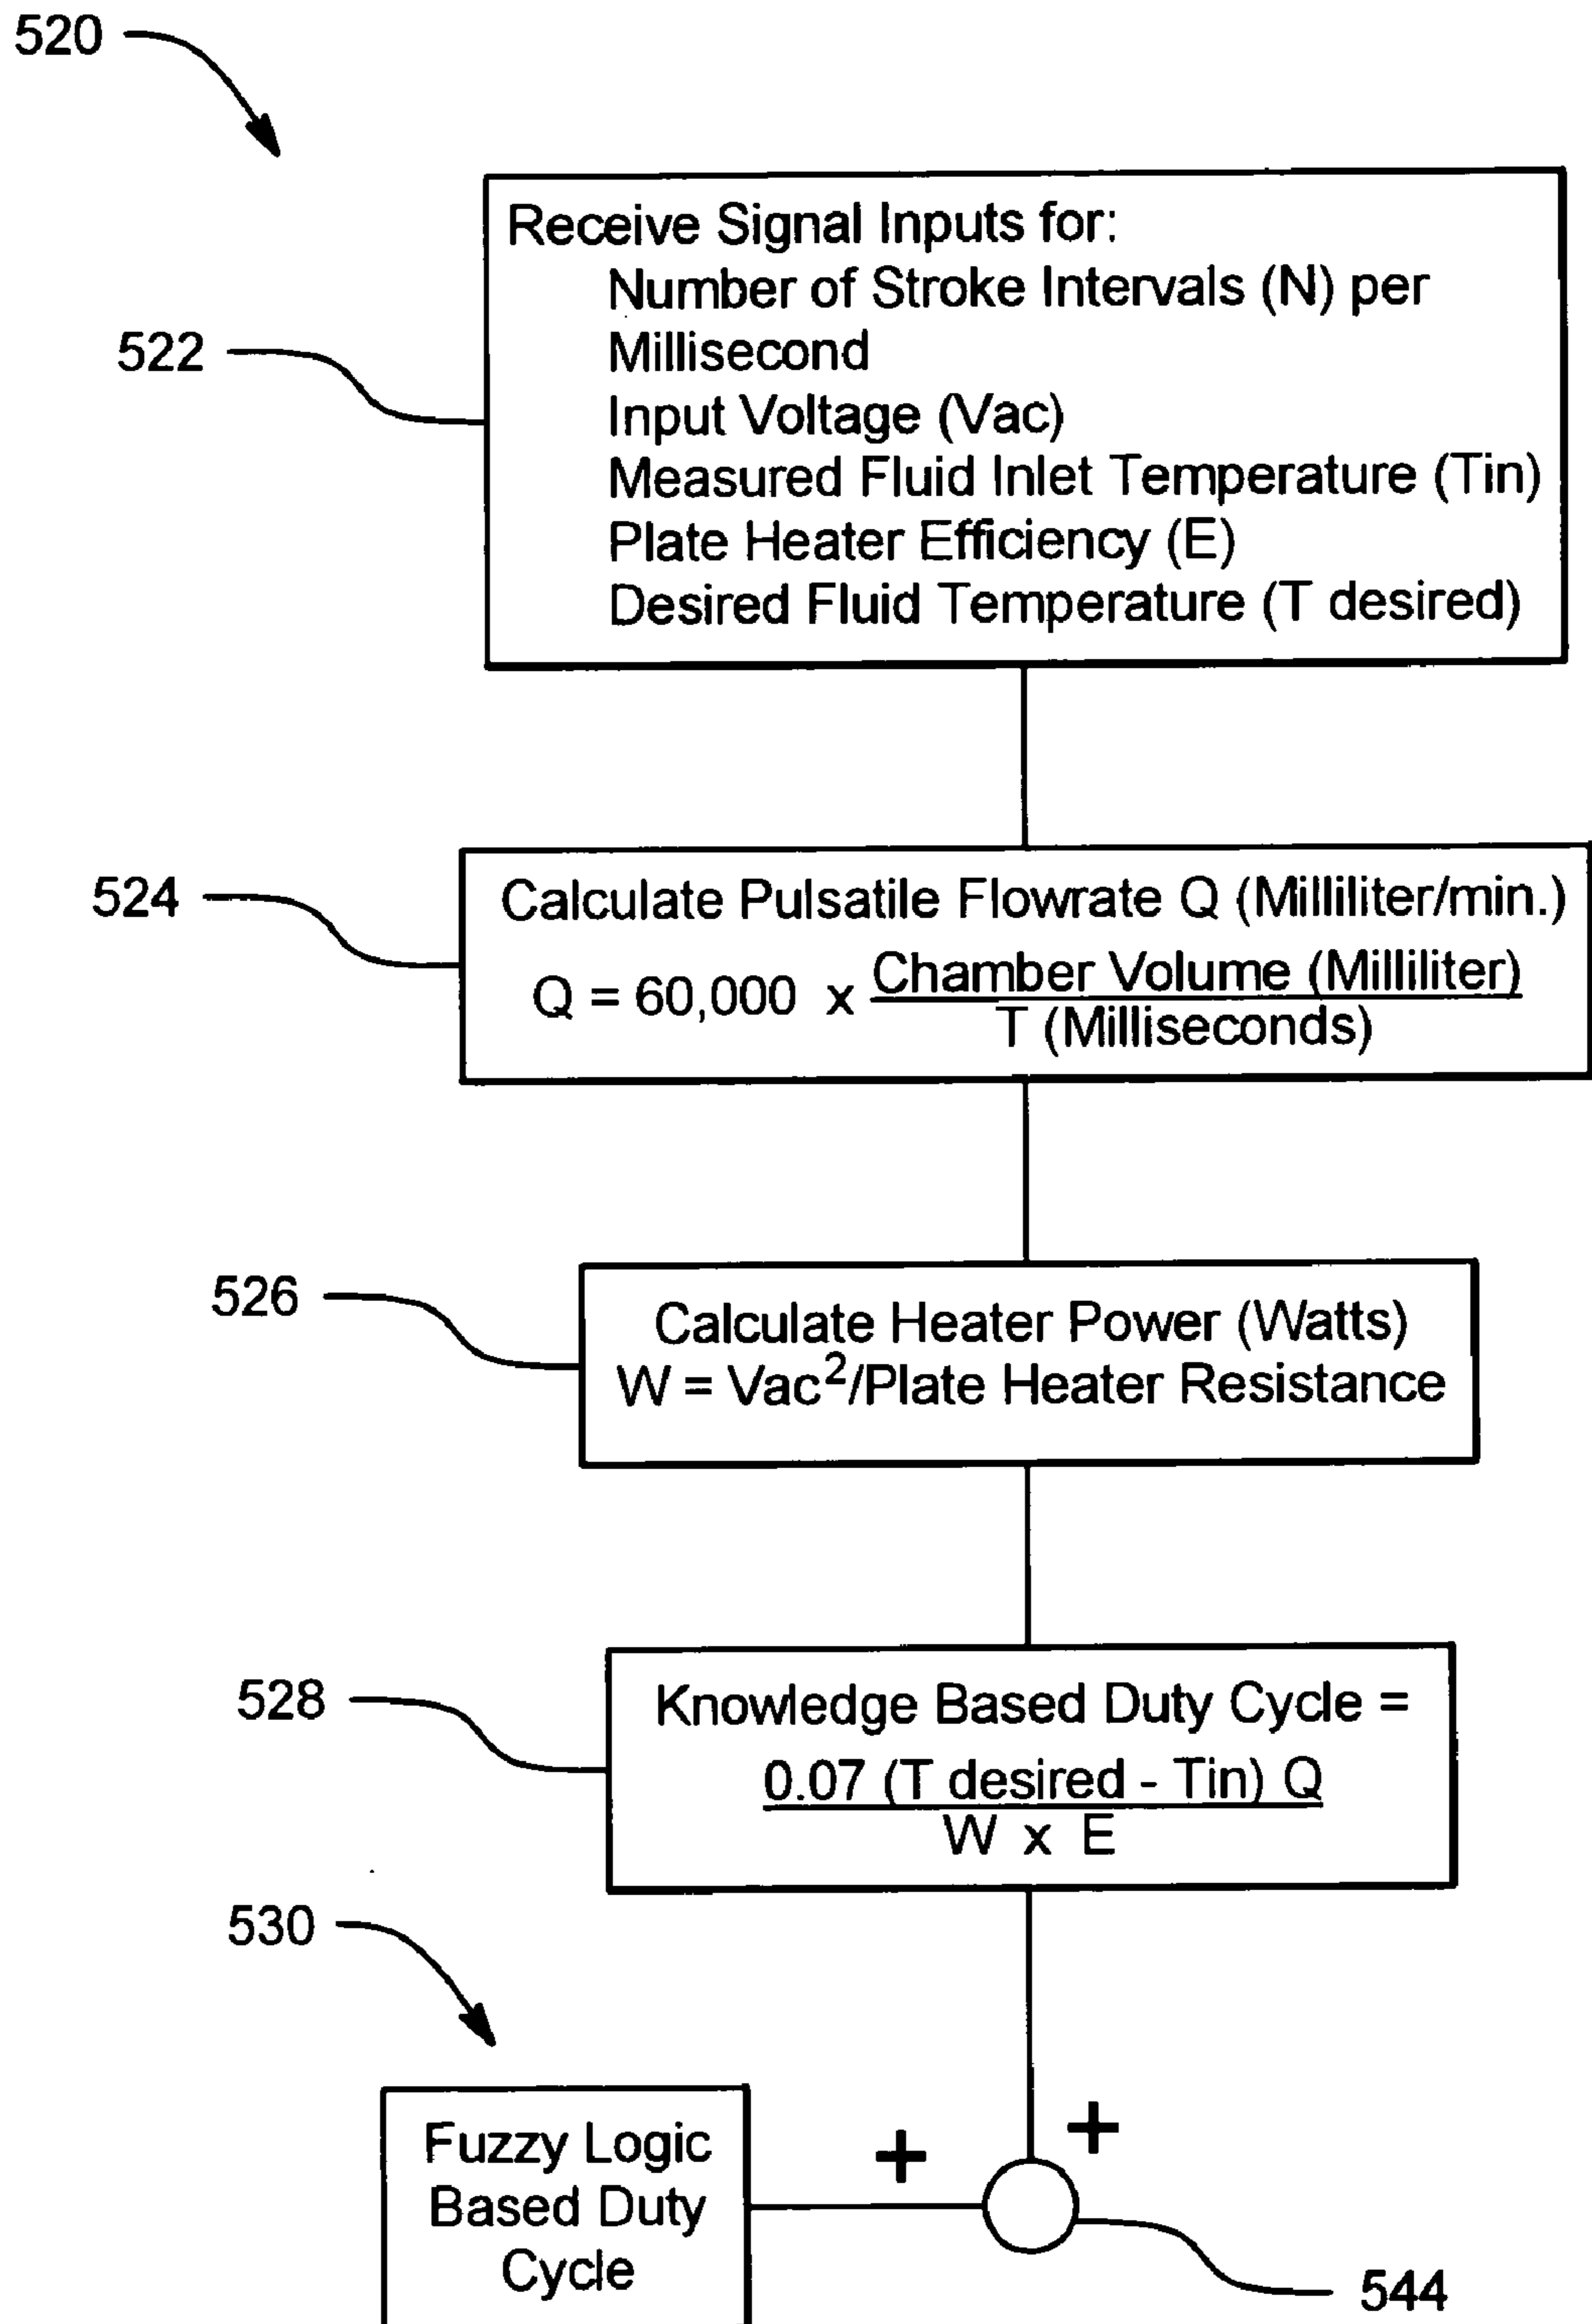 520
Receive Signal Inputs for:
Number of Stroke Intervals (N) per
Millisecond
522
Input Voltage (Vac)
Measured Fluid Inlet Temperature (Tin)
Plate Heater Efficiency (E)
Desired Fluid Temperature (T desired)
524
Calculate Pulsatile Flowrate Q (Milliliter/min.)
Q = 60,000 x Chamber Volume (Milliliter)
T (Milliseconds)
526
Calculate Heater Power (Watts)
W = Vac²/Plate Heater Resistance
528
Knowledge Based Duty Cycle =
0.07 (T desired - Tin) Q
W x E
530
+
+
Fuzzy Logic
Based Duty
Cycle
544